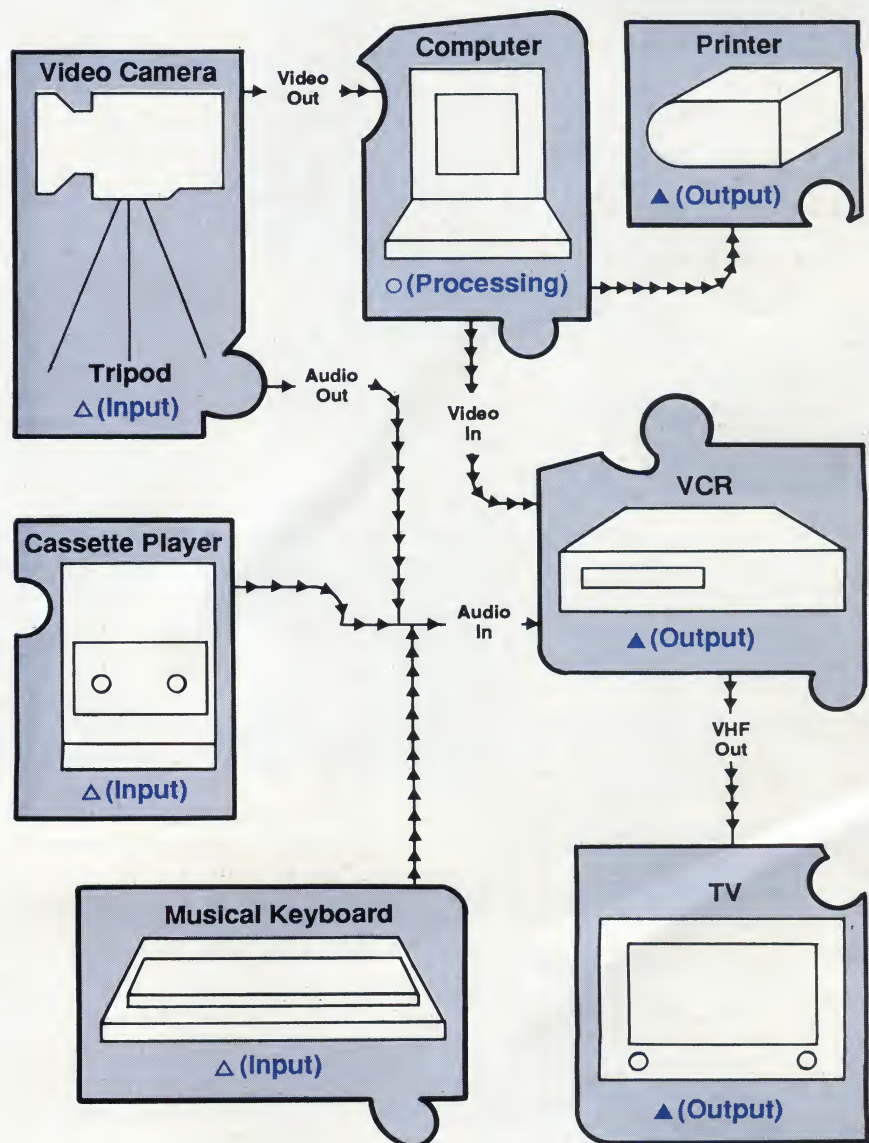 Video Camera
Video
Out
Computer
Printer
▲ (Output)
○ (Processing)
Tripod
△ (Input)
Audio
Out
Video
In
VCR
▲ (Output)
Cassette Player
△ (Input)
Audio
In
VHF
Out
Musical Keyboard
△ (Input)
TV
▲ (Output)